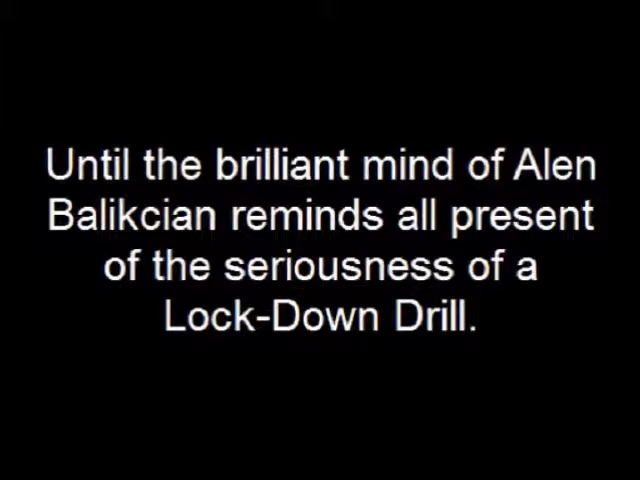 Until the brilliant mind of Alen
Balikcian reminds all present
of the seriousness of a
Lock-Down Drill.